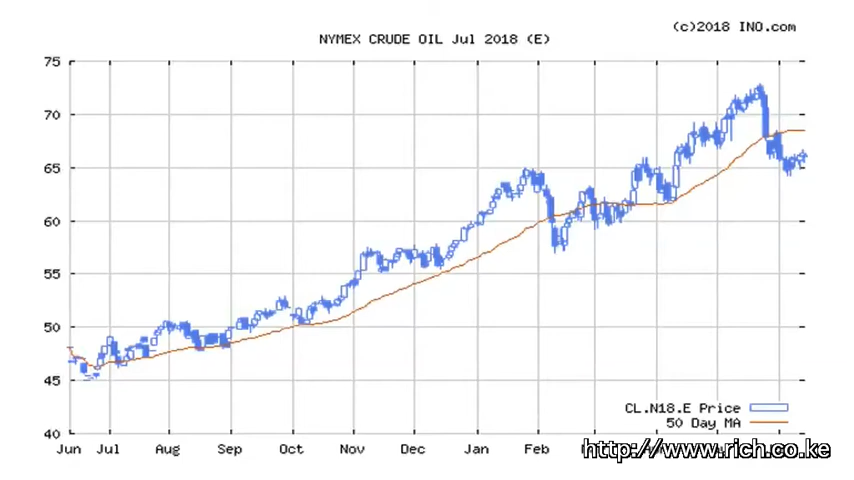 (c)2018 INO.com
NYMEX CRUDE OIL Jul 2018 (E)
75
70
65
60
55
50
45
40
CL.N18.E Price
50 Day MA
Jun Jul Aug Sep Oct Nov Dec Jan Feb
http://www.rich.co.ke